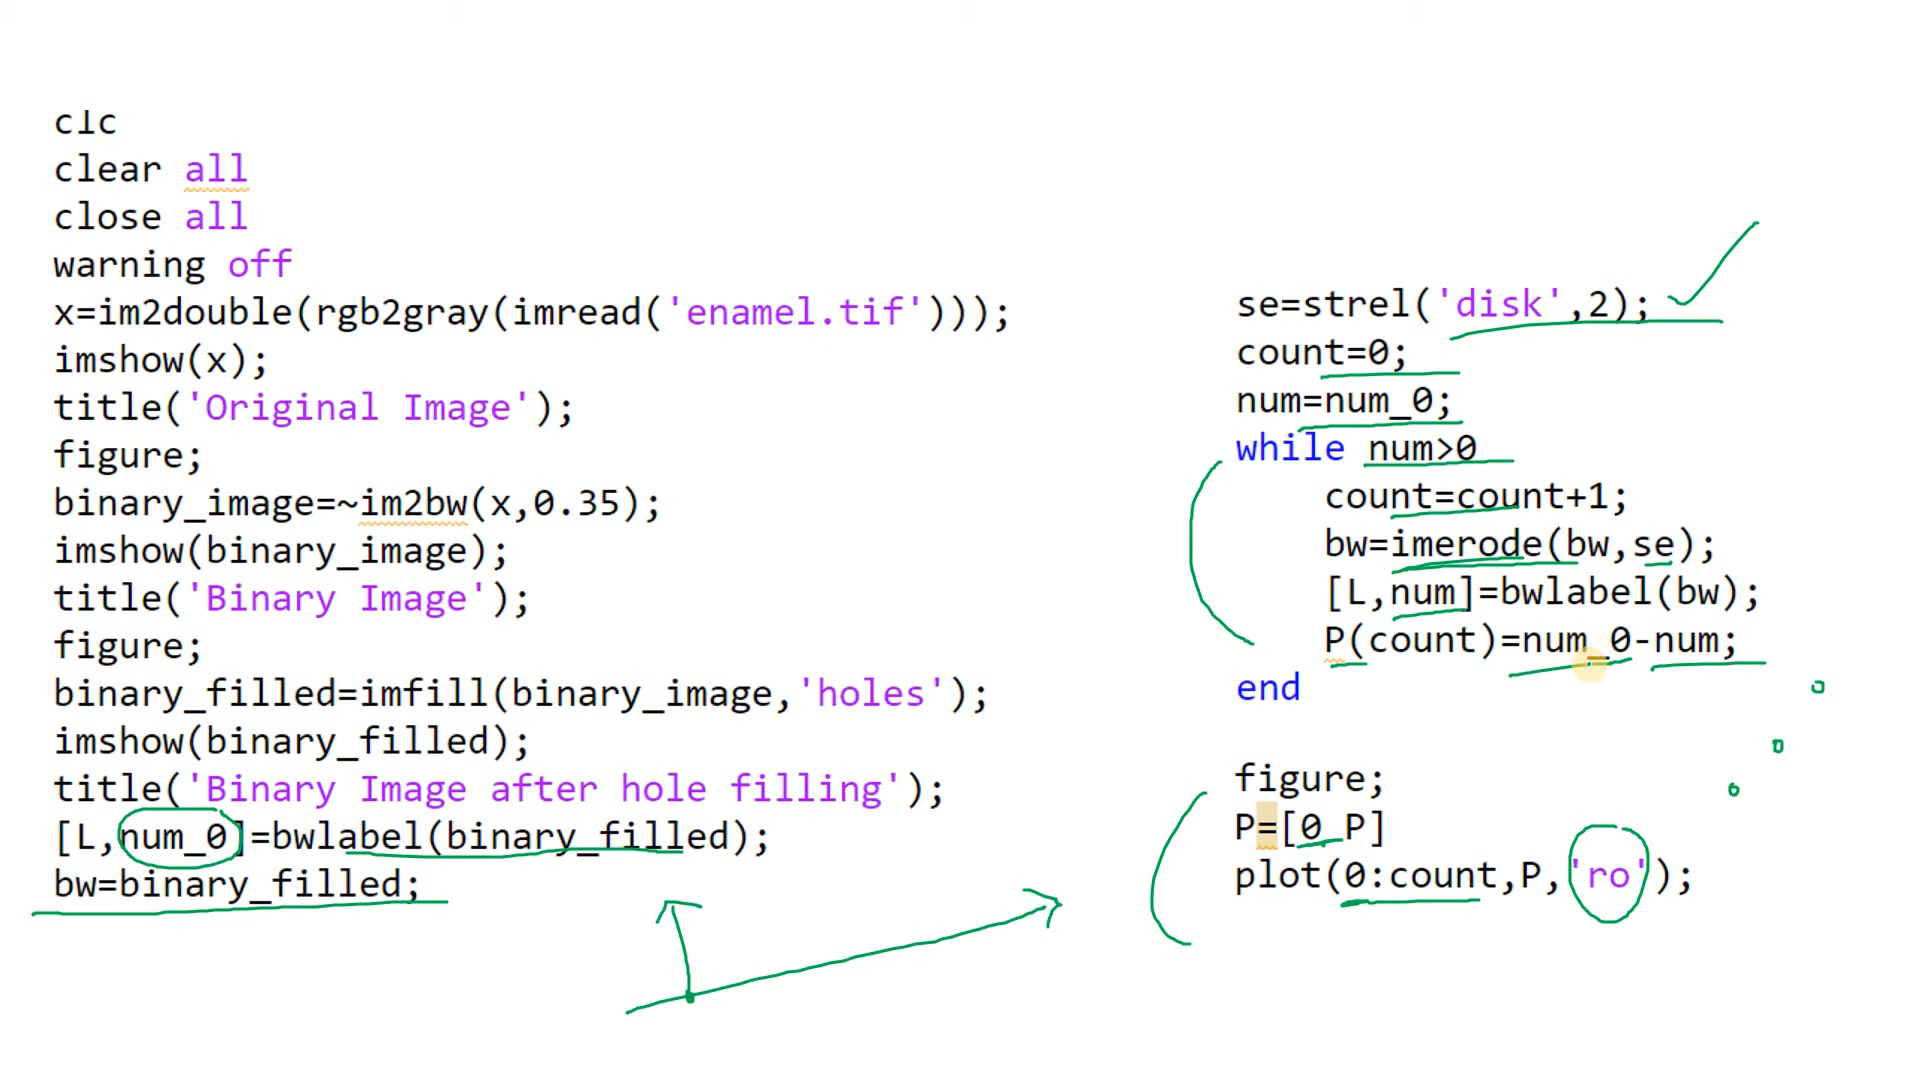 clc
clear all
close all
warning off
x=im2double(rgb2gray(imread('enamel.tif')));
imshow(x);
title('Original Image');
figure;
binary_image=~im2bw(x,0.35);
imshow(binary_image);
title('Binary Image');
figure;
binary_filled=imfill(binary_image,'holes');
imshow(binary_filled);
title('Binary Image after hole filling');
[L,num_0]=bwlabel(binary_filled);
bw=binary_filled;
se=strel('disk',2);
count=0;
num=num_0;
while num>0
count=count+1;
bw=imerode(bw,se);
[L,num]=bwlabel(bw);
P(count)=num_0-num;
end
figure;
P=[0 P]
plot(0:count,P,'ro');